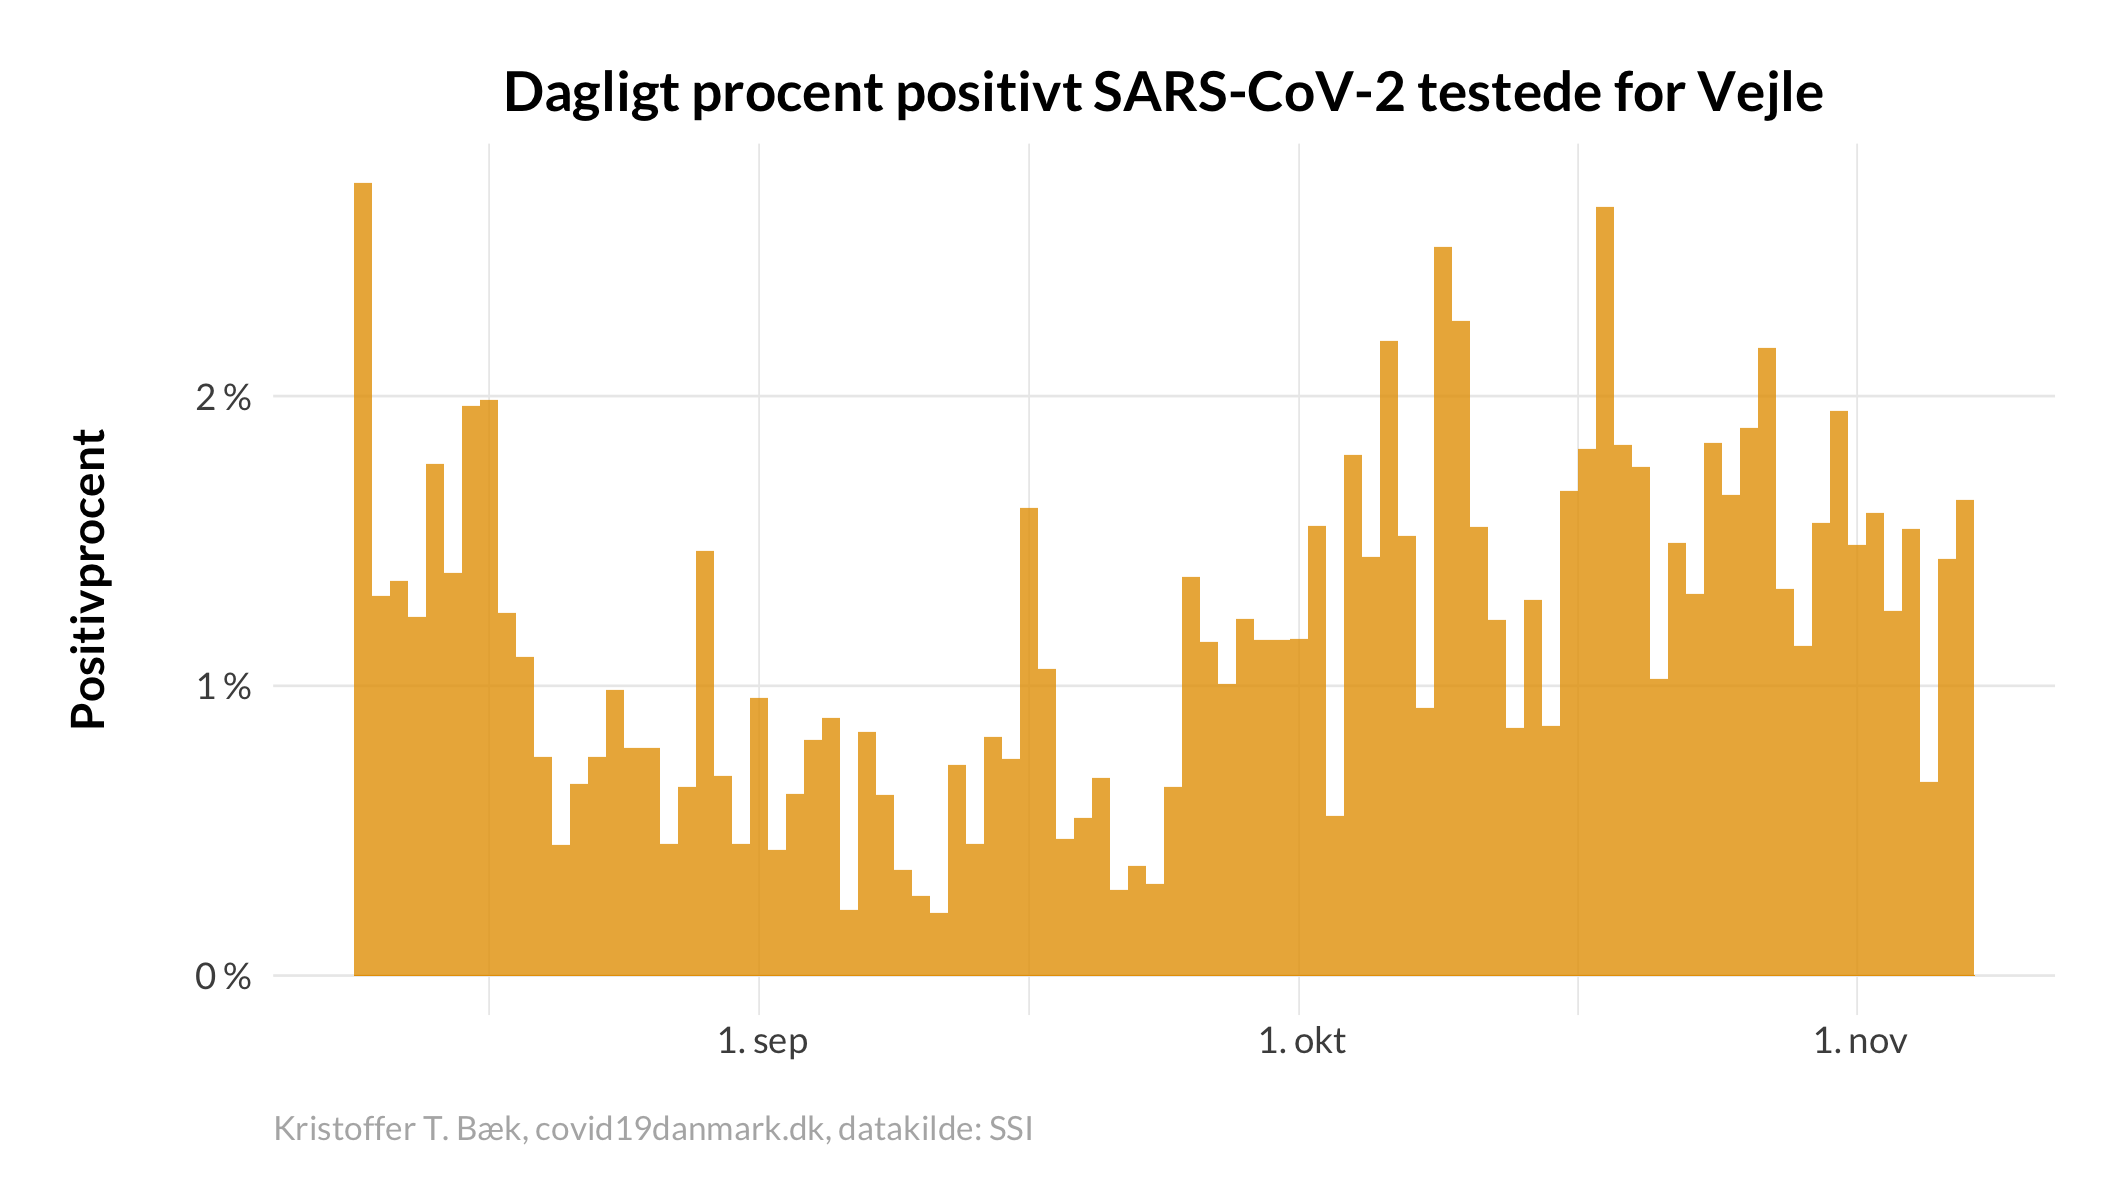 Dagligt procent positivt SARS-CoV-2 testede for Vejle
Positivprocent
2 %
1 %
0 %
1. sep
1. okt
1. nov
Kristoffer T. Bæk, covid19danmark.dk, datakilde: SSI